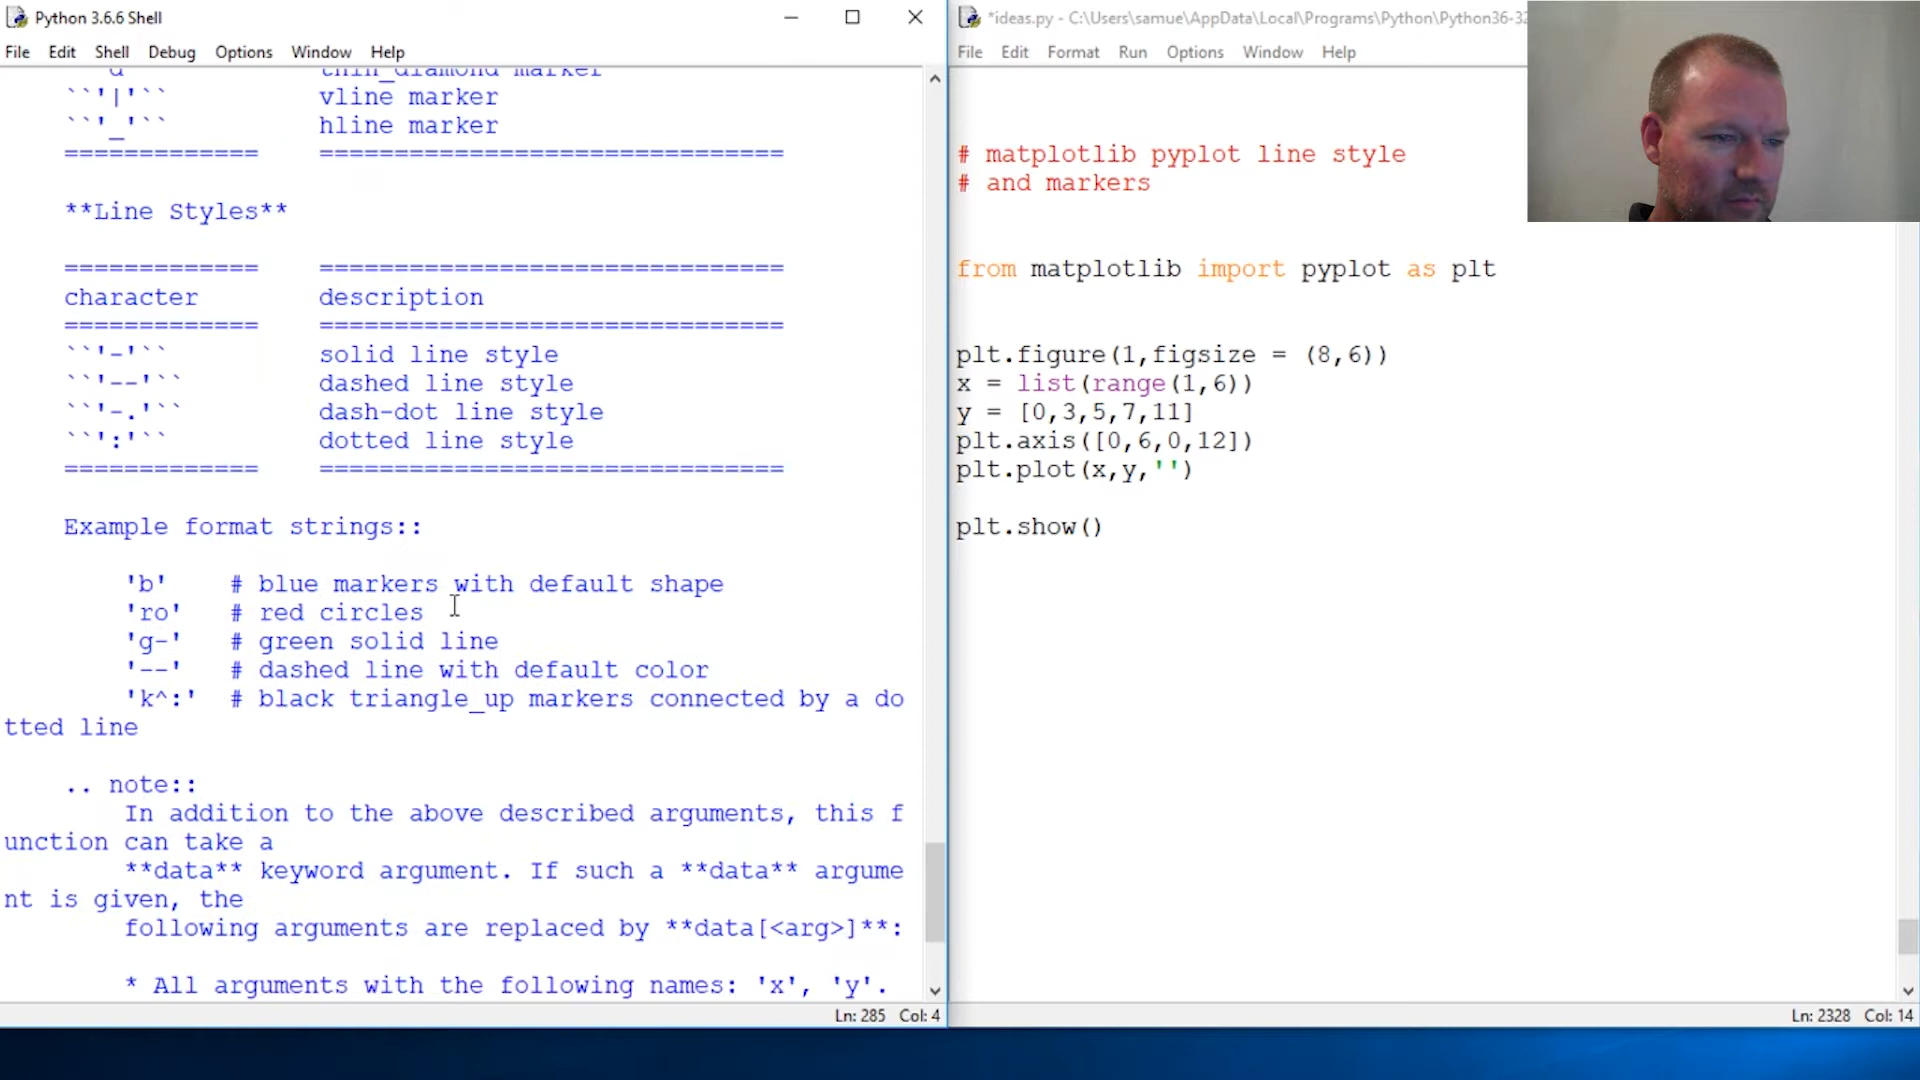 Python 3.6.6 Shell
File Edit Shell Debug Options Window Help
thin_diamond marker
``'|'`` vline marker
``'_'`` hline marker
============= ===============================
**Line Styles**
============= ===============================
character description
============= ===============================
``'-'`` solid line style
``'--'`` dashed line style
``'-.'`` dash-dot line style
``':'`` dotted line style
============= ===============================
Example format strings::
'b' # blue markers with default shape
'ro' # red circles
'g-' # green solid line
'--' # dashed line with default color
'k^:' # black triangle_up markers connected by a do
tted line
.. note::
In addition to the above described arguments, this f
unction can take a
**data** keyword argument. If such a **data** argume
nt is given, the
following arguments are replaced by **data[<arg>]**:
* All arguments with the following names: 'x', 'y'.
Ln: 285 Col: 4
*ideas.py - C:\Users\samue\AppData\Local\Programs\Python\Python36-32
File Edit Format Run Options Window Help
# matplotlib pyplot line style
# and markers
from matplotlib import pyplot as plt
plt.figure(1,figsize = (8,6))
x = list(range(1,6))
y = [0,3,5,7,11]
plt.axis([0,6,0,12])
plt.plot(x,y,'')
plt.show()
Ln: 2328 Col: 14